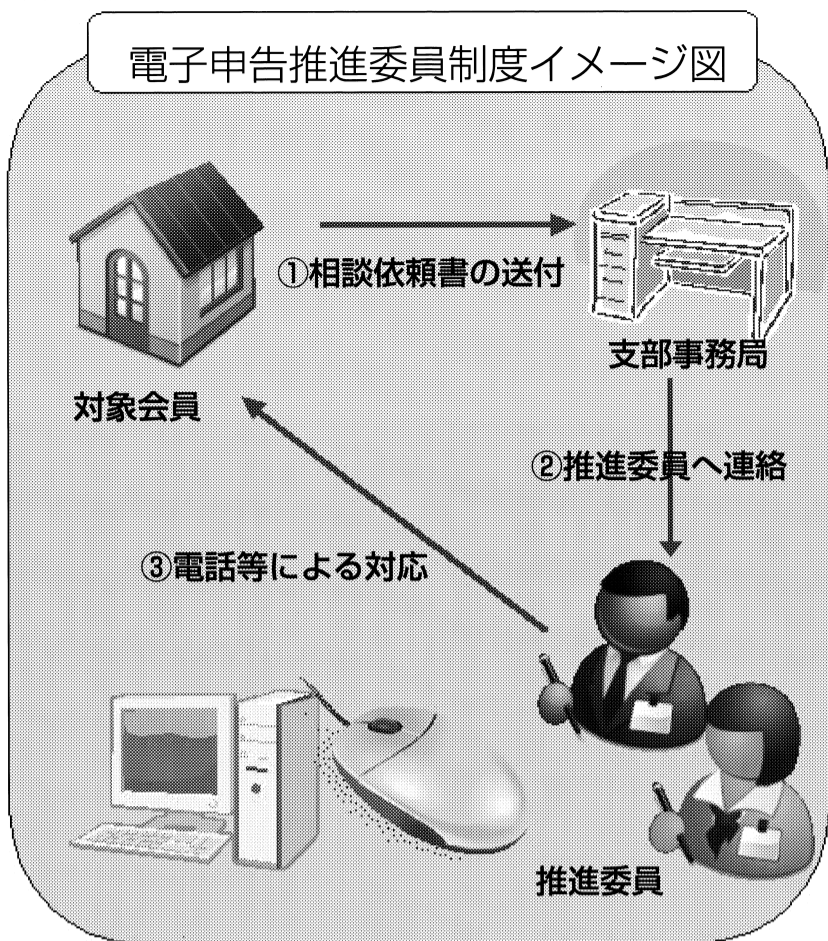 電子申告推進委員制度イメージ図
①相談依頼書の送付
支部事務局
対象会員
②推進委員へ連絡
③電話等による対応
推進委員